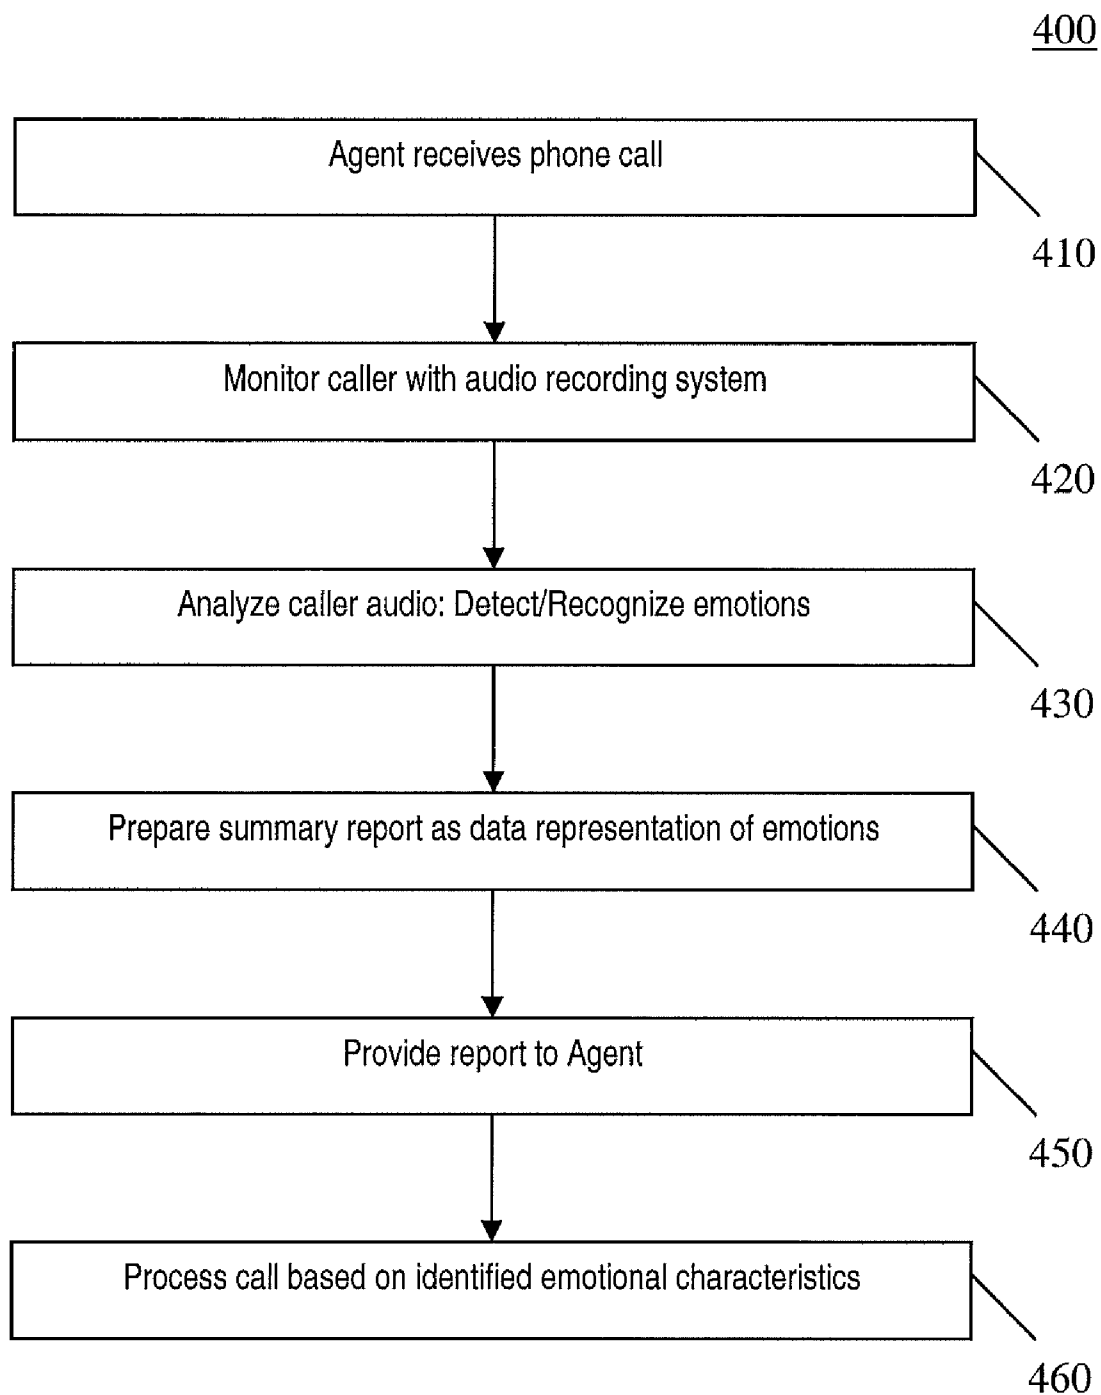 400
Agent receives phone call
410
Monitor caller with audio recording system
420
Analyze caller audio: Detect/Recognize emotions
430
Prepare summary report as data representation of emotions
440
Provide report to Agent
450
Process call based on identified emotional characteristics
460